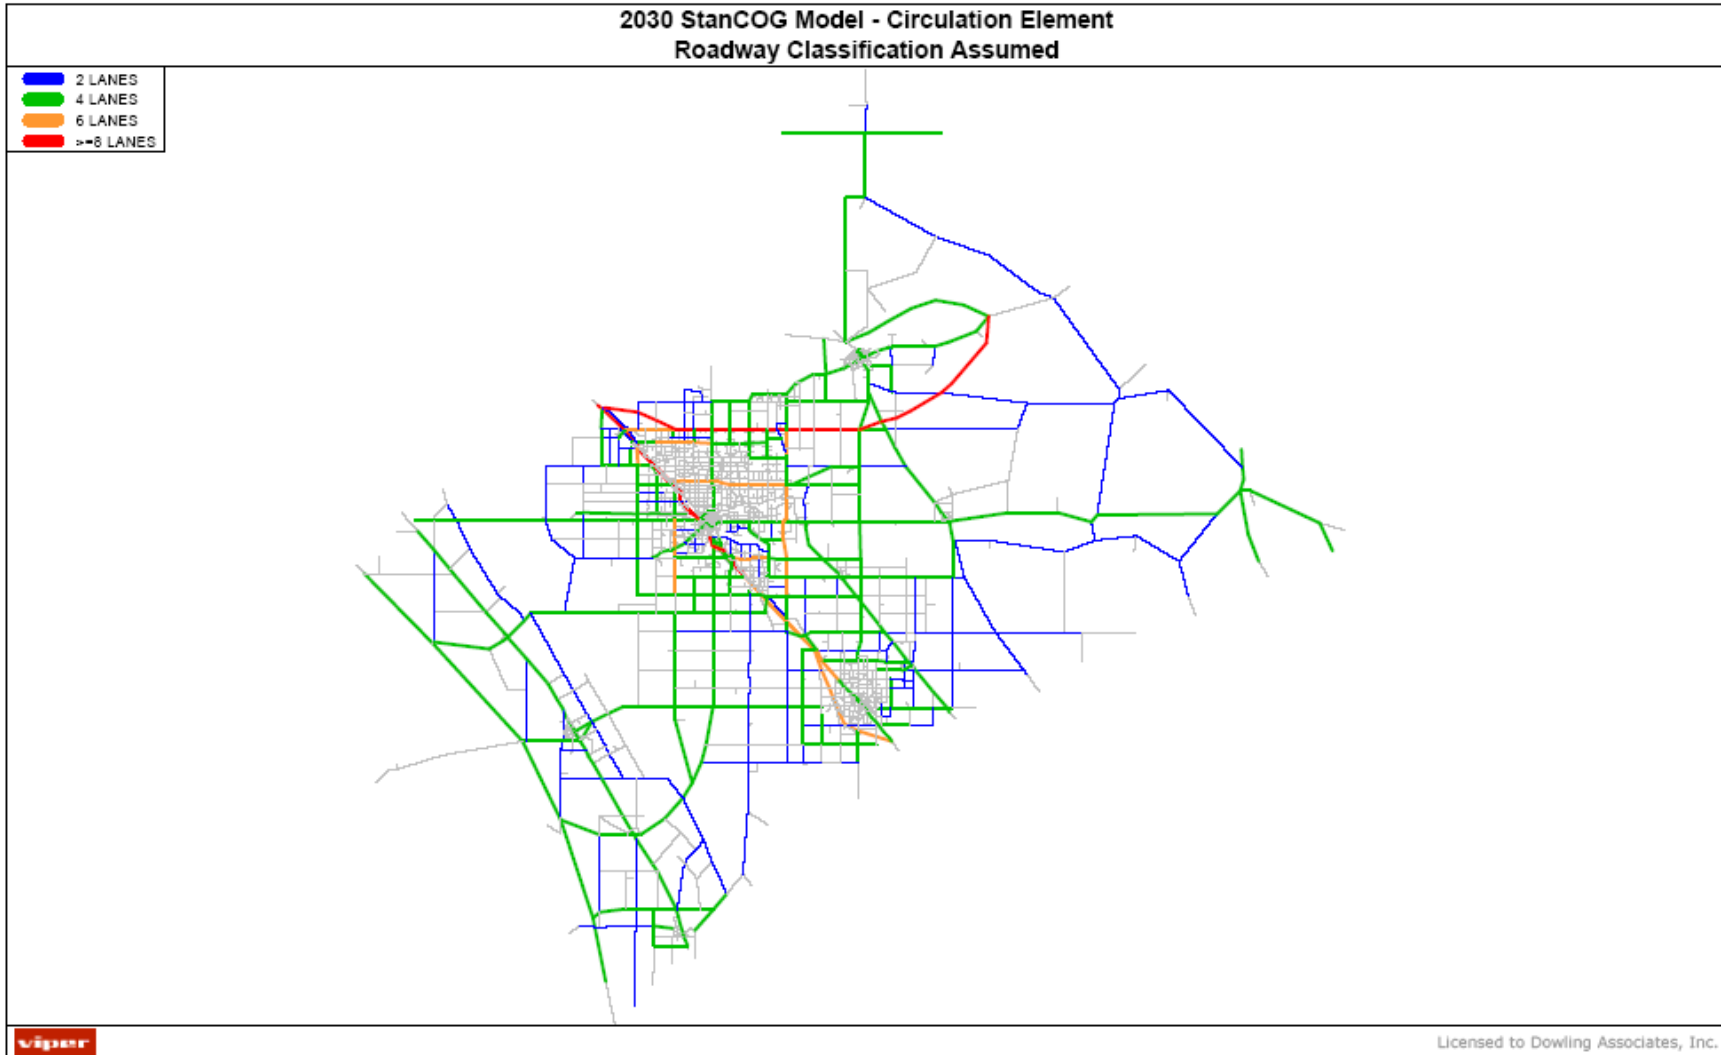 2030 StanCOG Model - Circulation Element
Roadway Classification Assumed
2 LANES
4 LANES
6 LANES
>=8 LANES
viper
Licensed to Dowling Associates, Inc.